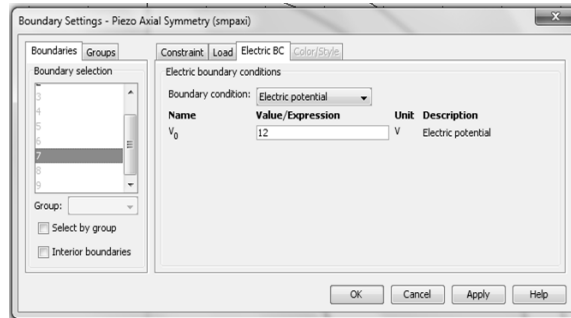 Boundary Settings - Piezo Axial Symmetry (smpaxi)
Boundaries Groups
Constraint Load Electric BC Color/Style
Boundary selection
3
4
5
6
7
8
9
Group:
Select by group
Interior boundaries
Electric boundary conditions
Boundary condition: Electric potential
Name Value/Expression Unit Description
V0 12 V Electric potential
OK Cancel Apply Help